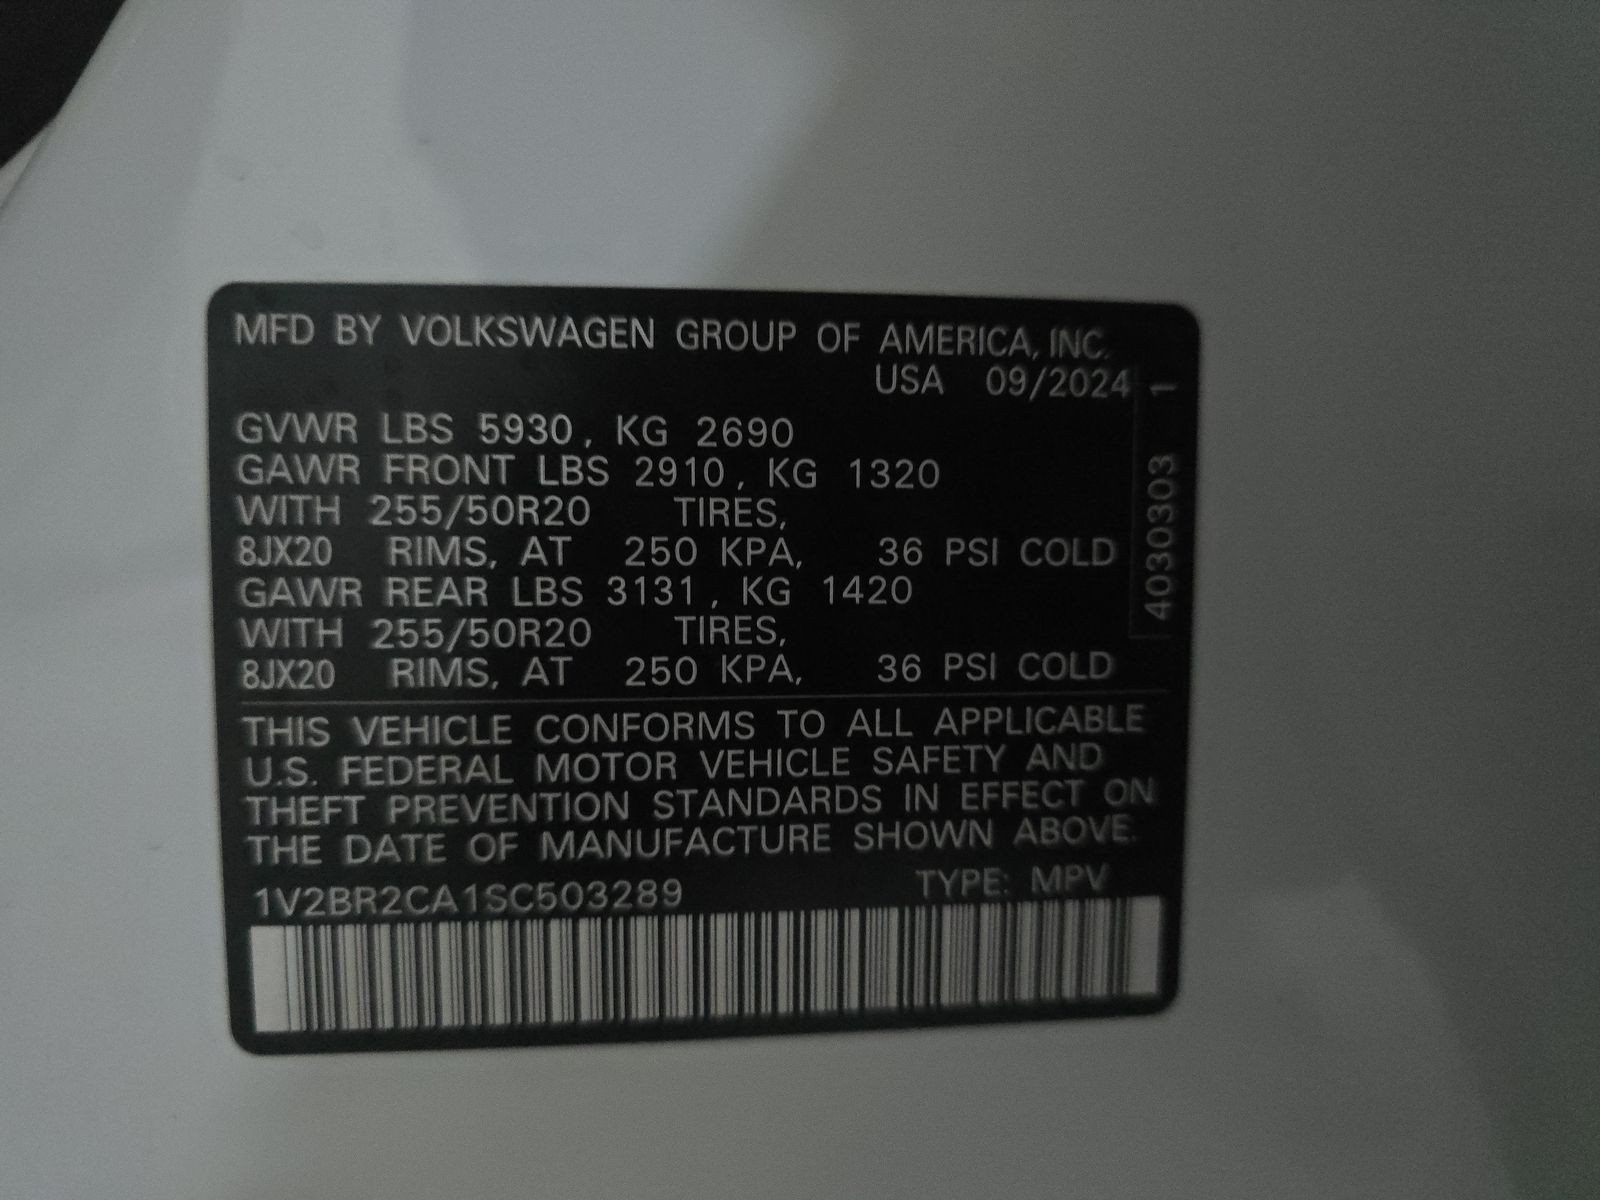 MFD BY VOLKSWAGEN GROUP OF AMERICA, INC.
USA 09/2024
GVWR LBS 5930, KG 2690
GAWR FRONT LBS 2910, KG 1320
WITH 255/50R20 TIRES,
8JX20 RIMS, AT 250 KPA, 36 PSI COLD
GAWR REAR LBS 3131, KG 1420
WITH 255/50R20 TIRES,
8JX20 RIMS, AT 250 KPA, 36 PSI COLD
4030303 1
THIS VEHICLE CONFORMS TO ALL APPLICABLE
U.S. FEDERAL MOTOR VEHICLE SAFETY AND
THEFT PREVENTION STANDARDS IN EFFECT ON
THE DATE OF MANUFACTURE SHOWN ABOVE.
1V2BR2CA1SC503289 TYPE: MPV